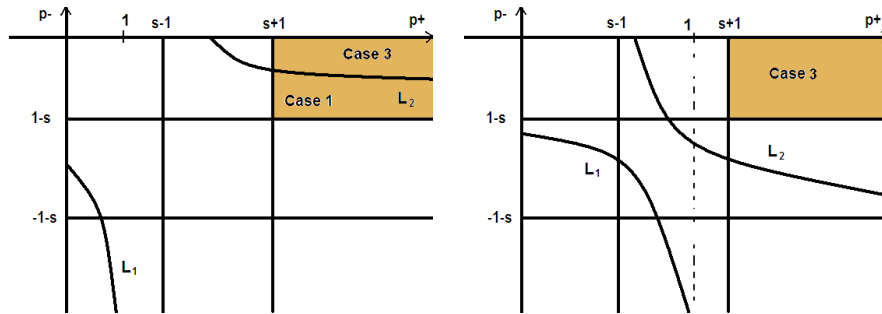 p-
1
s-1
s+1
p+
Case 3
Case 1
L₂
1-s
-1-s
L₁
p-
s-1
1
s+1
p+
Case 3
1-s
L₁
L₂
-1-s